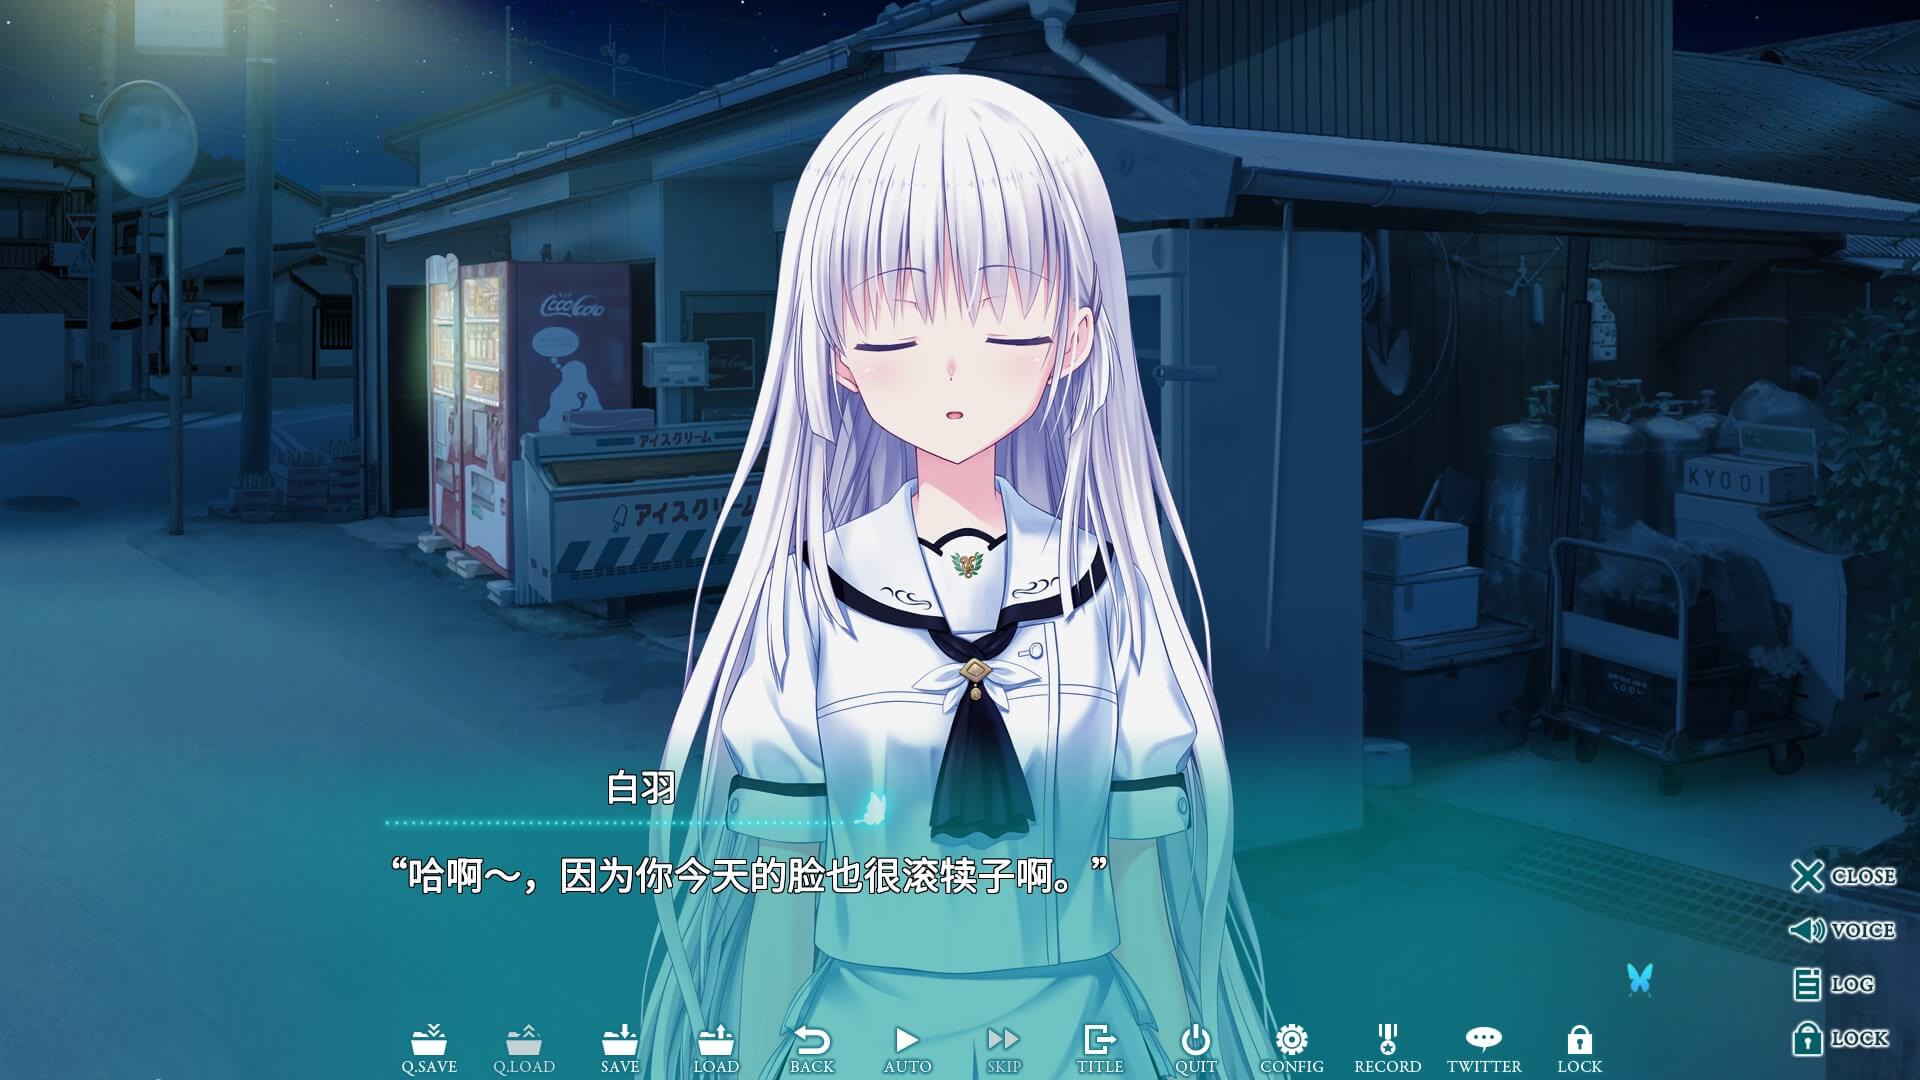 CocoColo
アイスクリーム
アイスクリーム
KYOOI
COOL
白羽
“哈啊～，因为你今天的脸也很滚犊子啊。”
CLOSE
VOICE
LOG
LOCK
Q.SAVE
Q.LOAD
SAVE
LOAD
BACK
AUTO
SKIP
TITLE
QUIT
CONFIG
RECORD
TWITTER
LOCK